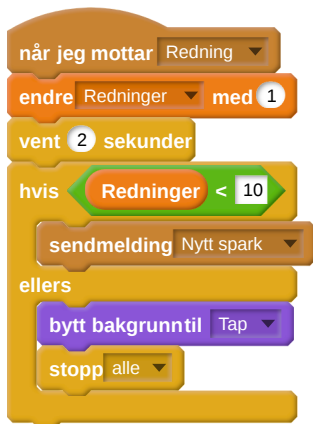 når jeg mottar Redning
endre Redninger med 1
vent 2 sekunder
hvis Redninger < 10
sendmelding Nytt spark
ellers
bytt bakgrunntil Tap
stopp alle